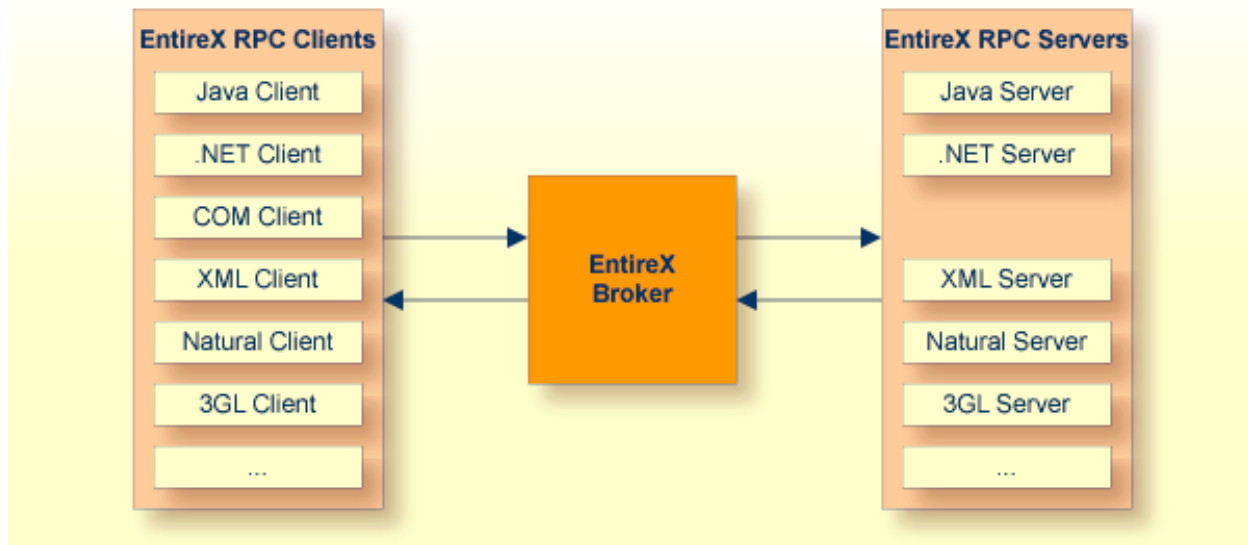 EntireX RPC Clients
Java Client
.NET Client
COM Client
XML Client
Natural Client
3GL Client
...
EntireX
Broker
EntireX RPC Servers
Java Server
.NET Server
XML Server
Natural Server
3GL Server
...